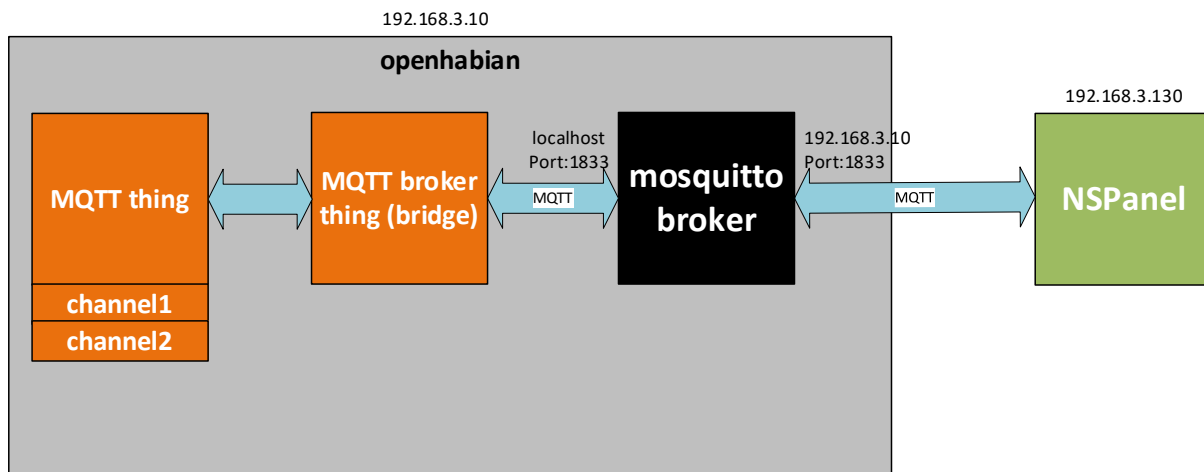 192.168.3.10
openhabian
192.168.3.130
MQTT thing
channel1
channel2
MQTT broker
thing (bridge)
localhost
Port:1833
MQTT
mosquitto
broker
192.168.3.10
Port:1833
MQTT
NSPanel